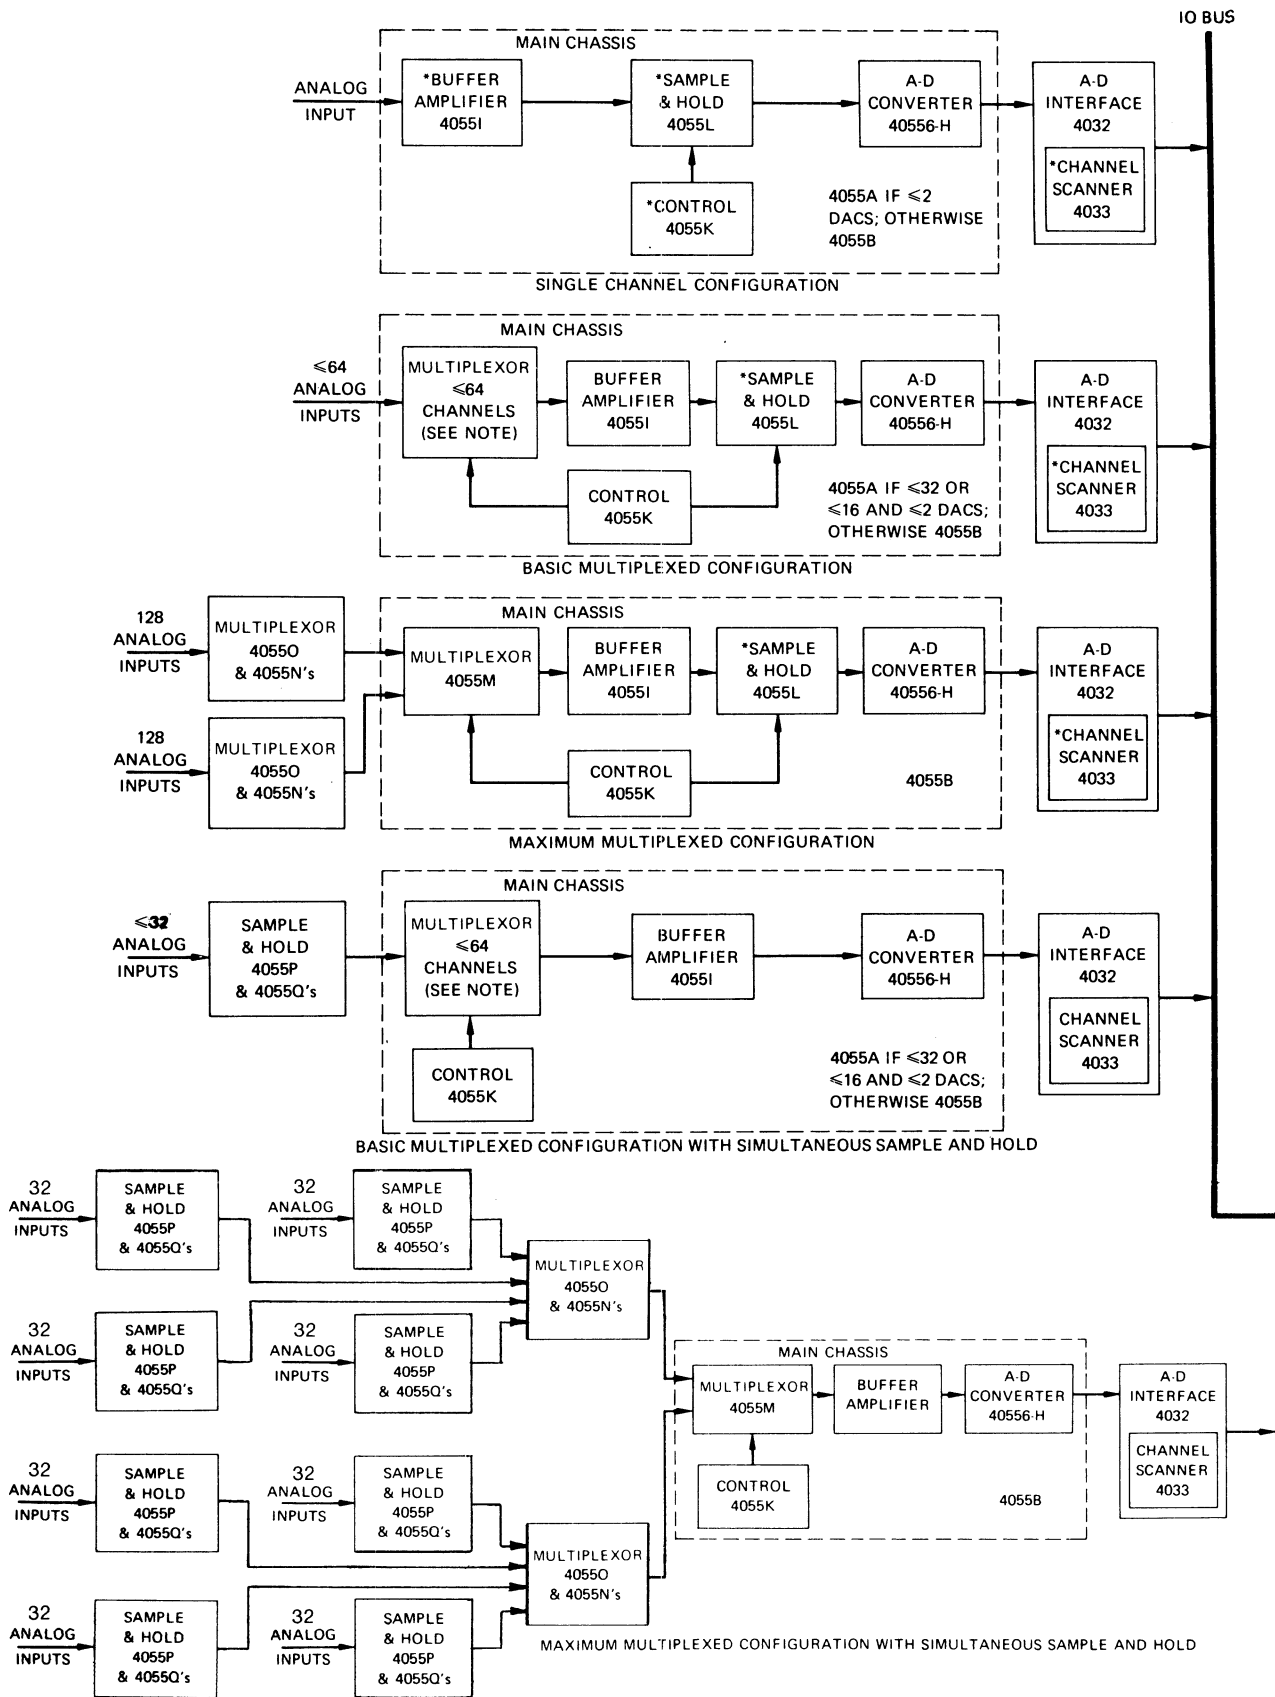 IO BUS
MAIN CHASSIS
ANALOG
INPUT
*BUFFER
AMPLIFIER
4055I
*SAMPLE
& HOLD
4055L
A-D
CONVERTER
40556-H
A-D
INTERFACE
4032
*CHANNEL
SCANNER
4033
*CONTROL
4055K
4055A IF ≤2
DACS; OTHERWISE
4055B
SINGLE CHANNEL CONFIGURATION
MAIN CHASSIS
≤64
ANALOG
INPUTS
MULTIPLEXOR
≤64
CHANNELS
(SEE NOTE)
BUFFER
AMPLIFIER
4055I
*SAMPLE
& HOLD
4055L
A-D
CONVERTER
40556-H
A-D
INTERFACE
4032
*CHANNEL
SCANNER
4033
CONTROL
4055K
4055A IF ≤32 OR
≤16 AND ≤2 DACS;
OTHERWISE 4055B
BASIC MULTIPLEXED CONFIGURATION
MAIN CHASSIS
128
ANALOG
INPUTS
MULTIPLEXOR
4055O
& 4055N's
128
ANALOG
INPUTS
MULTIPLEXOR
4055O
& 4055N's
MULTIPLEXOR
4055M
BUFFER
AMPLIFIER
4055I
*SAMPLE
& HOLD
4055L
A-D
CONVERTER
40556-H
A-D
INTERFACE
4032
*CHANNEL
SCANNER
4033
CONTROL
4055K
4055B
MAXIMUM MULTIPLEXED CONFIGURATION
MAIN CHASSIS
≤32
ANALOG
INPUTS
SAMPLE
& HOLD
4055P
& 4055Q's
MULTIPLEXOR
≤64
CHANNELS
(SEE NOTE)
BUFFER
AMPLIFIER
4055I
A-D
CONVERTER
40556-H
A-D
INTERFACE
4032
CHANNEL
SCANNER
4033
CONTROL
4055K
4055A IF ≤32 OR
≤16 AND ≤2 DACS;
OTHERWISE 4055B
BASIC MULTIPLEXED CONFIGURATION WITH SIMULTANEOUS SAMPLE AND HOLD
32
ANALOG
INPUTS
SAMPLE
& HOLD
4055P
& 4055Q's
32
ANALOG
INPUTS
SAMPLE
& HOLD
4055P
& 4055Q's
MULTIPLEXOR
4055O
& 4055N's
32
ANALOG
INPUTS
SAMPLE
& HOLD
4055P
& 4055Q's
32
ANALOG
INPUTS
SAMPLE
& HOLD
4055P
& 4055Q's
MAIN CHASSIS
MULTIPLEXOR
4055M
BUFFER
AMPLIFIER
A-D
CONVERTER
40556-H
A-D
INTERFACE
4032
CHANNEL
SCANNER
4033
CONTROL
4055K
4055B
32
ANALOG
INPUTS
SAMPLE
& HOLD
4055P
& 4055Q's
32
ANALOG
INPUTS
SAMPLE
& HOLD
4055P
& 4055Q's
MULTIPLEXOR
4055O
& 4055N's
32
ANALOG
INPUTS
SAMPLE
& HOLD
4055P
& 4055Q's
32
ANALOG
INPUTS
SAMPLE
& HOLD
4055P
& 4055Q's
MAXIMUM MULTIPLEXED CONFIGURATION WITH SIMULTANEOUS SAMPLE AND HOLD